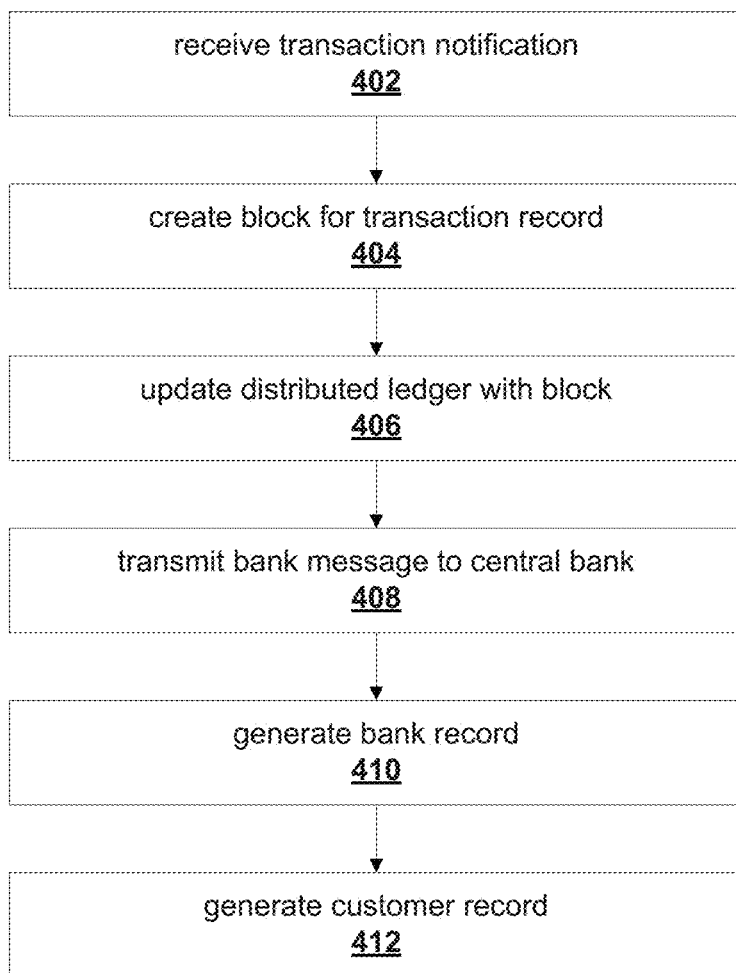 receive transaction notification
402
create block for transaction record
404
update distributed ledger with block
406
transmit bank message to central bank
408
generate bank record
410
generate customer record
412